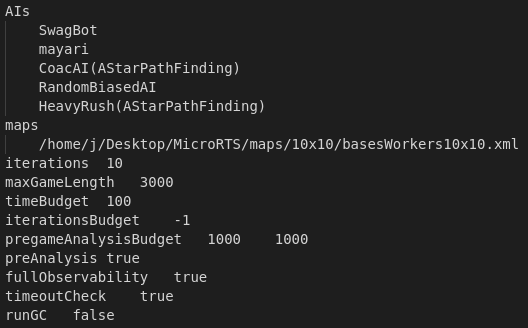 AIs
    SwagBot
    mayari
    CoacAI(AStarPathFinding)
    RandomBiasedAI
    HeavyRush(AStarPathFinding)
maps
    /home/j/Desktop/MicroRTS/maps/10x10/basesWorkers10x10.xml
iterations  10
maxGameLength   3000
timeBudget  100
iterationsBudget    -1
pregameAnalysisBudget   1000    1000
preAnalysis true
fullObservability   true
timeoutCheck    true
runGC   false